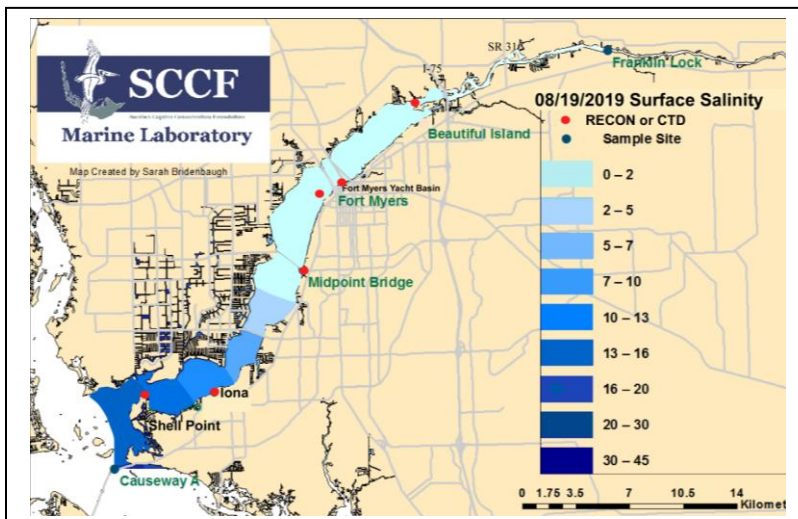 SCCF
Marine Laboratory
Map Created by Sarah Bridenbaugh
I-75
SR 31
Franklin Lock
08/19/2019 Surface Salinity
RECON or CTD
Sample Site
Beautiful Island
Fort Myers Yacht Basin
Fort Myers
Midpoint Bridge
Iona
Shell Point
Causeway A
0 – 2
2 – 5
5 – 7
7 – 10
10 – 13
13 – 16
16 – 20
20 – 30
30 – 45
0 1.75 3.5 7 10.5 14
Kilomet